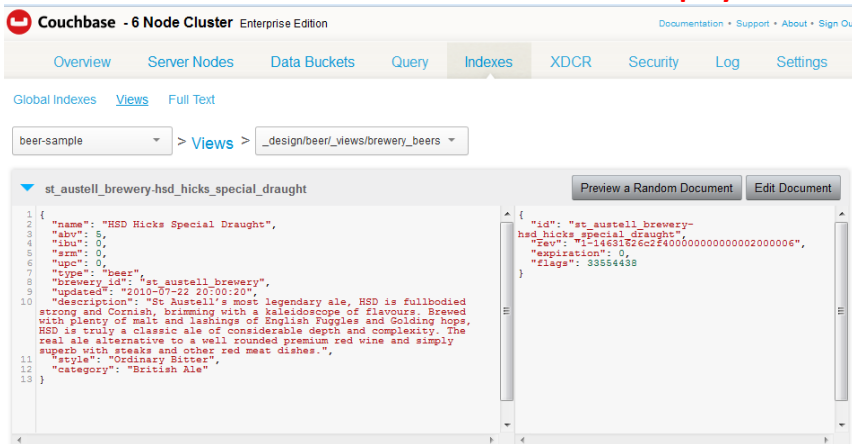 Couchbase - 6 Node Cluster Enterprise Edition
Documentation • Support • About • Sign Ou
Overview Server Nodes Data Buckets Query Indexes XDCR Security Log Settings
Global Indexes Views Full Text
beer-sample > Views > _design/beer/_views/brewery_beers
st_austell_brewery-hsd_hicks_special_draught
Preview a Random Document Edit Document
1 {
2 "name": "HSD Hicks Special Draught",
3 "abv": 5,
4 "ibu": 0,
5 "srm": 0,
6 "upc": 0,
7 "type": "beer",
8 "brewery_id": "st_austell_brewery",
9 "updated": "2010-07-22 20:00:20",
10 "description": "St Austell's most legendary ale, HSD is fullbodied
strong and Cornish, brimming with a kaleidoscope of flavours. Brewed
with plenty of malt and lashings of English Fuggles and Golding hops,
HSD is truly a classic ale of considerable depth and complexity. The
real ale alternative to a well rounded premium red wine and simply
superb with steaks and other red meat dishes.",
11 "style": "Ordinary Bitter",
12 "category": "British Ale"
13 }
{
"id": "st_austell_brewery-
hsd_hicks_special_draught",
"rev":
"expiration": 0,
"flags": 33554438
}